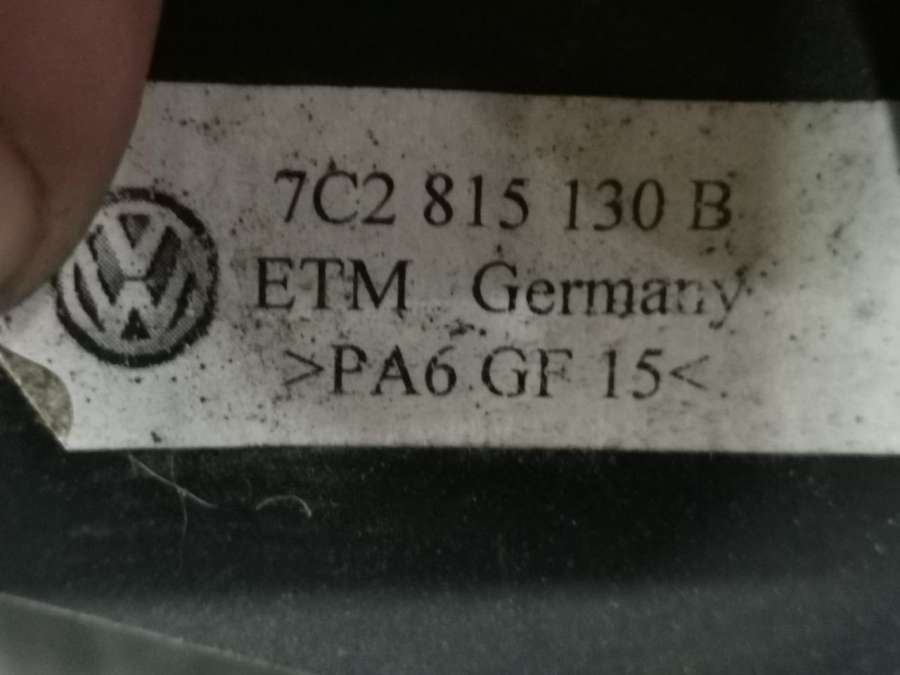 7C2 815 130 B
ETM Germany
>PA6 GF 15<